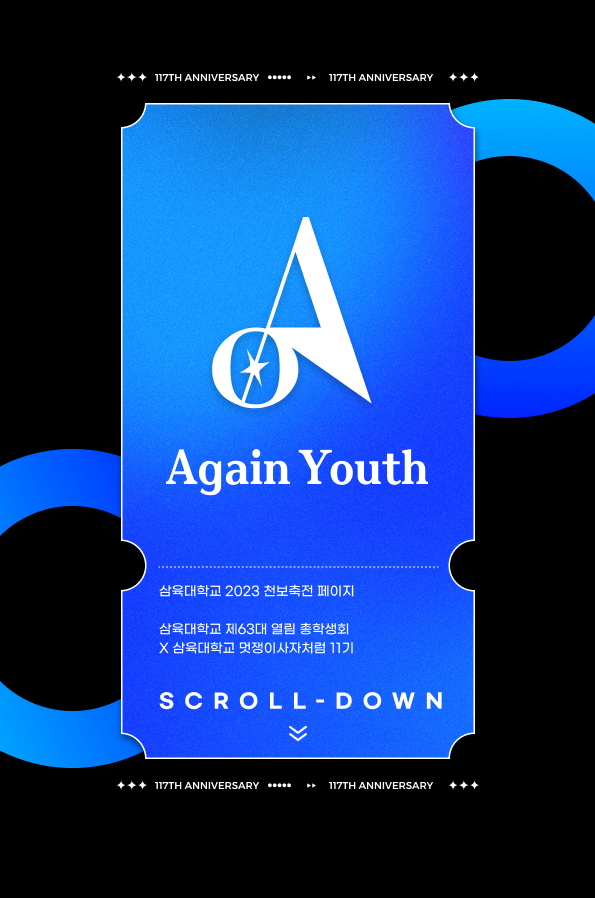 117TH ANNIVERSARY 117TH ANNIVERSARY
Again Youth
삼육대학교 2023 천보축전 페이지
삼육대학교 제63대 열림 총학생회
X 삼육대학교 멋쟁이사자처럼 11기
SCROLL-DOWN
117TH ANNIVERSARY 117TH ANNIVERSARY